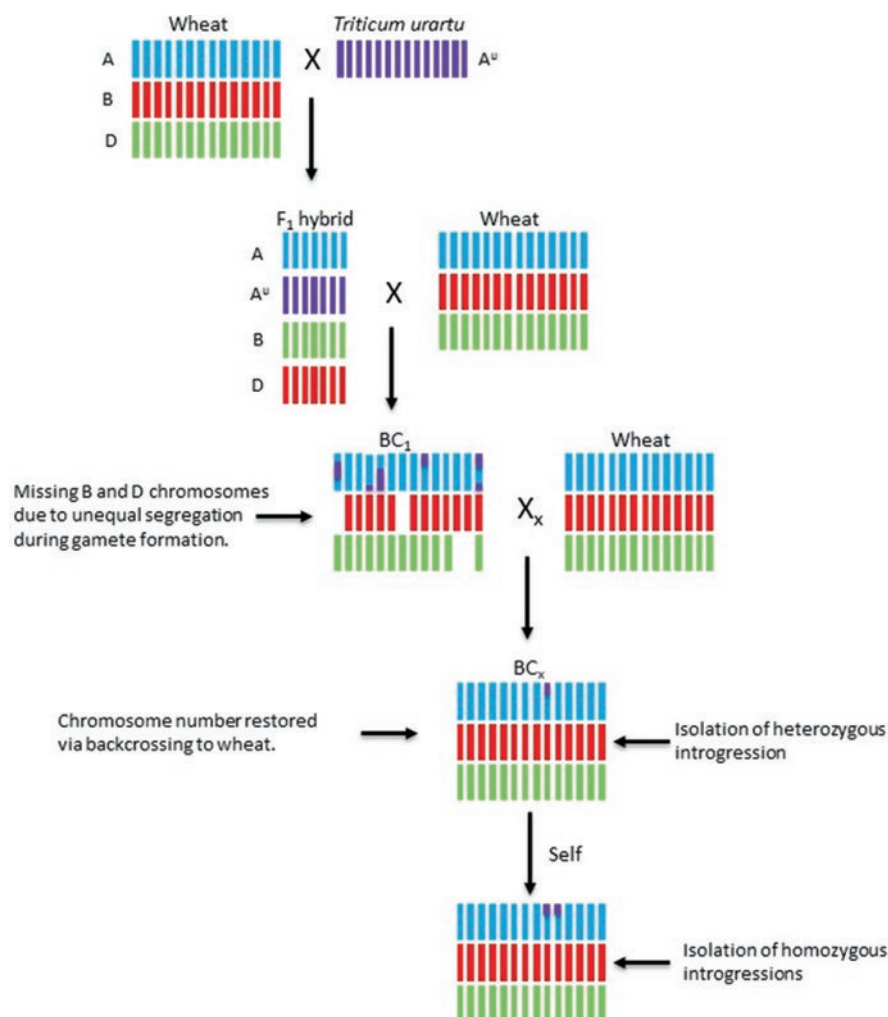 Wheat
Triticum urartu
A
X
Aᵘ
B
D
F₁ hybrid
Wheat
A
Aᵘ
X
B
D
BC₁
Wheat
Missing B and D chromosomes
due to unequal segregation
during gamete formation.
Xₓ
BCₓ
Chromosome number restored
via backcrossing to wheat.
Isolation of heterozygous
introgression
Self
Isolation of homozygous
introgressions